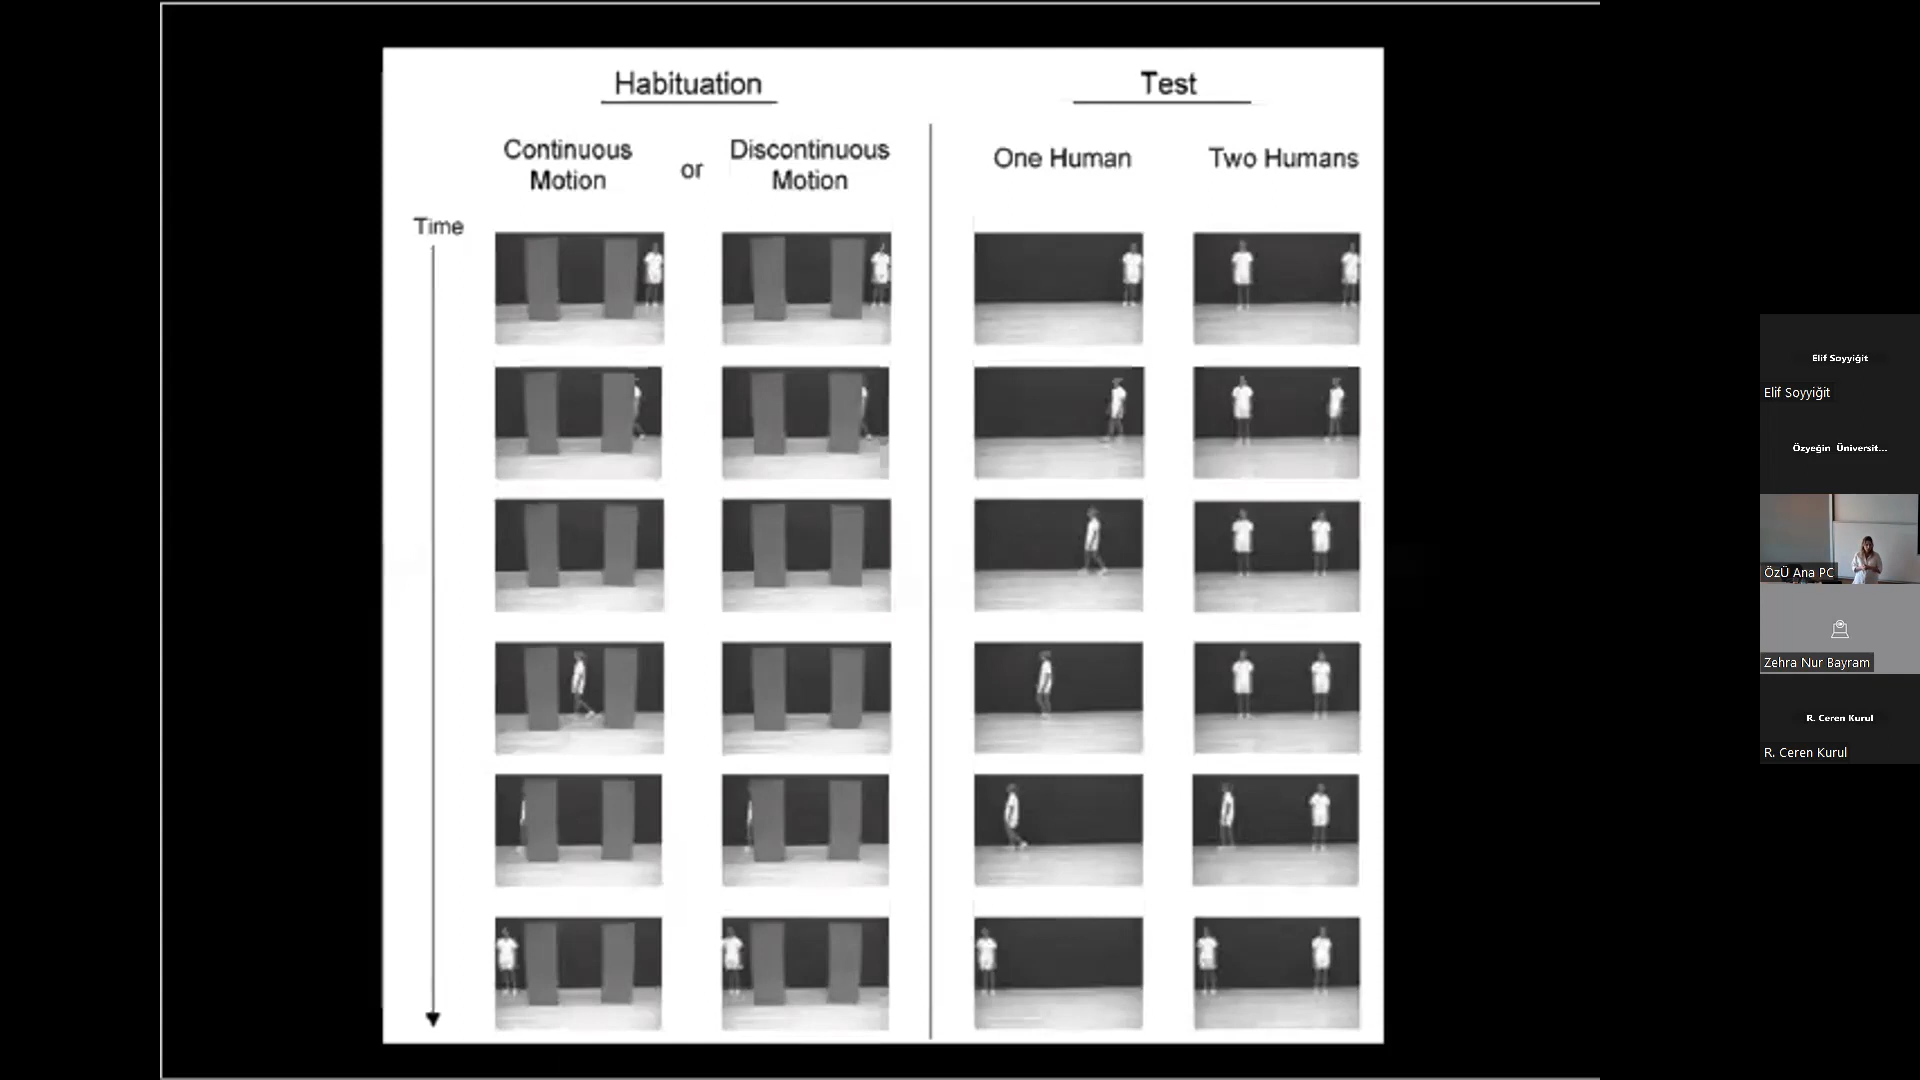 Habituation
Test
Continuous
Motion
or
Discontinuous
Motion
One Human
Two Humans
Time
Elif Soyyiğit
Elif Soyyiğit
Özyeğin Üniversit...
ÖzÜ Ana PC
Zehra Nur Bayram
R. Ceren Kurul
R. Ceren Kurul